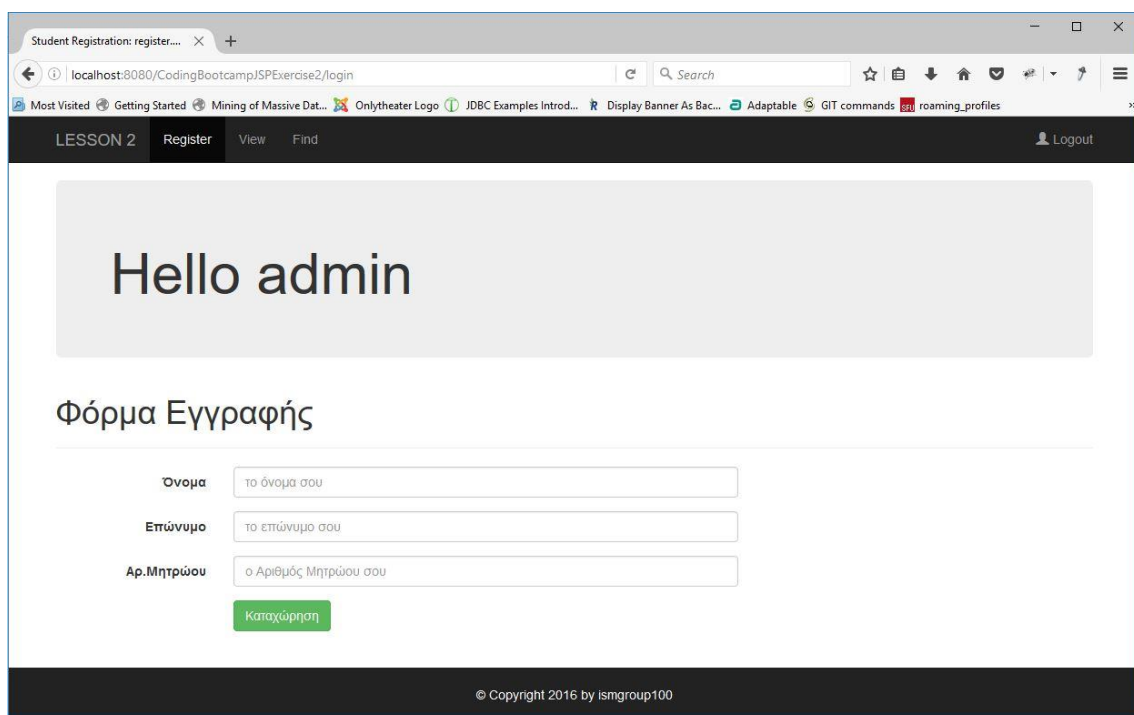 Student Registration: register....
localhost:8080/CodingBootcampJSPExercise2/login
Search
Most Visited Getting Started Mining of Massive Dat... Onlytheater Logo JDBC Examples Introd... Display Banner As Bac... Adaptable GIT commands SFU roaming_profiles
LESSON 2 Register View Find Logout
Hello admin
Φόρμα Εγγραφής
Όνομα το όνομα σου
Επώνυμο το επώνυμο σου
Αρ.Μητρώου ο Αριθμός Μητρώου σου
Καταχώρηση
© Copyright 2016 by ismgroup100